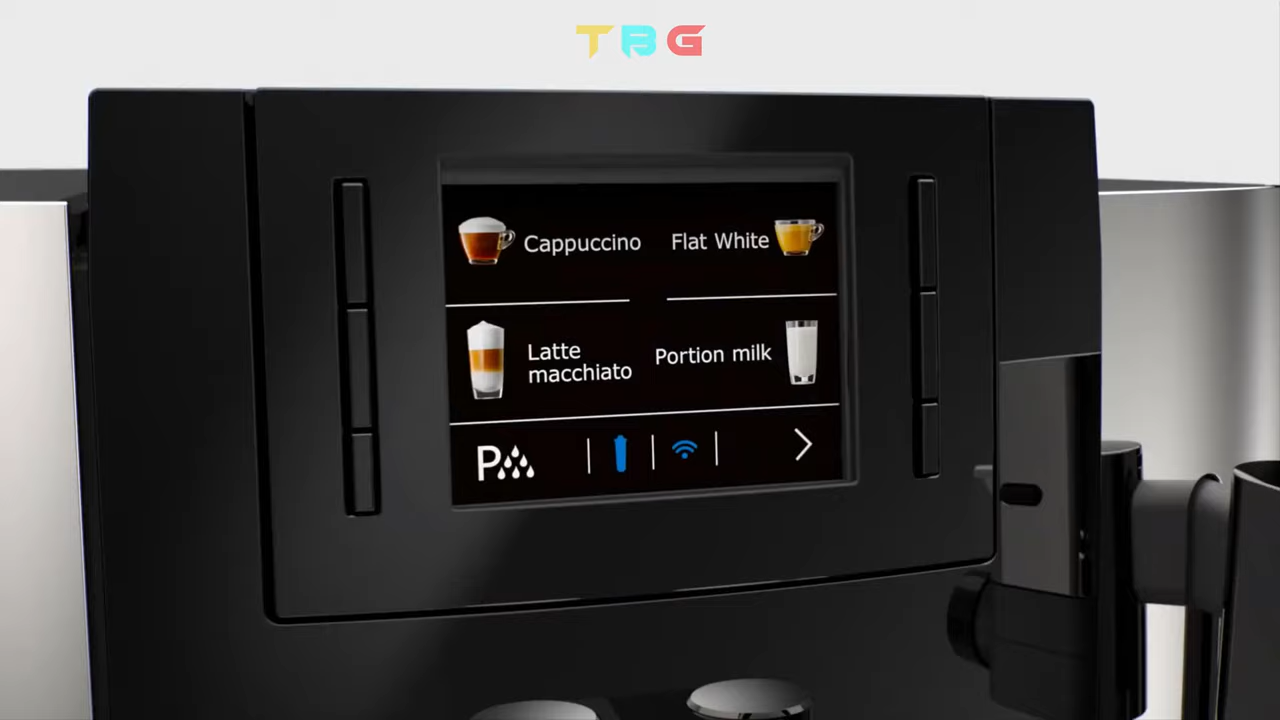 TBG
Cappuccino
Flat White
Latte
macchiato
Portion milk
P